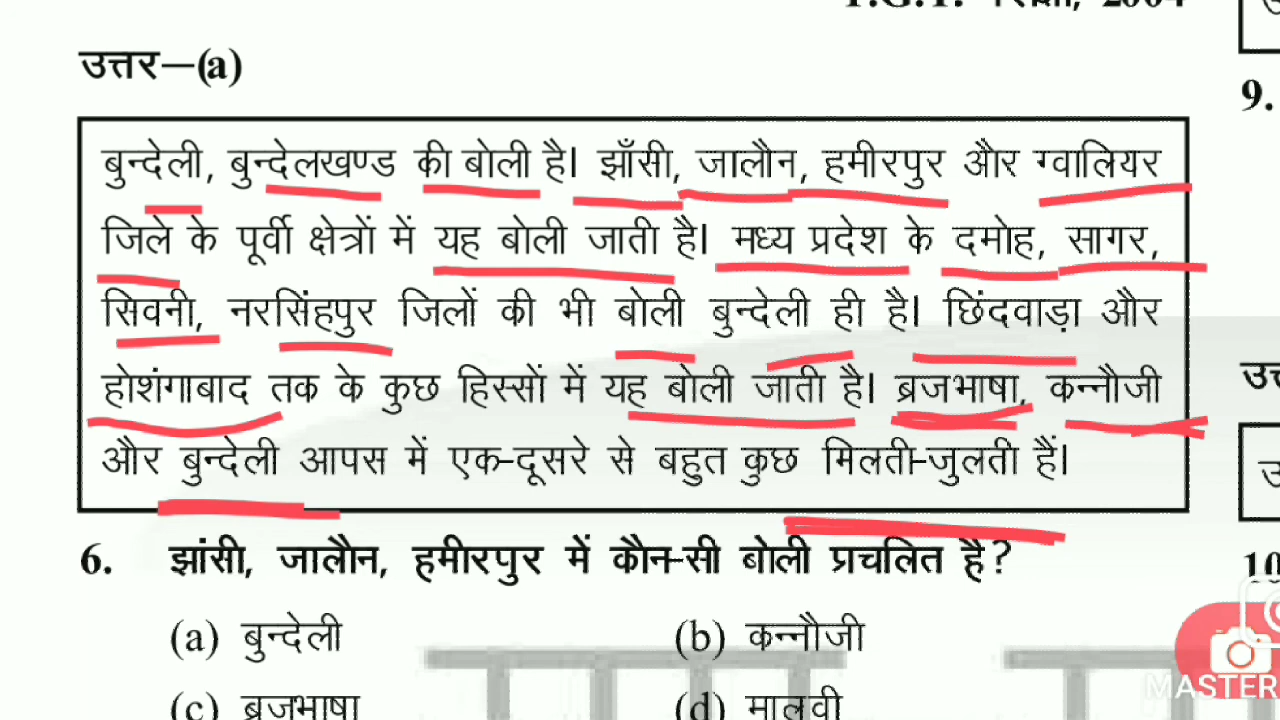 उत्तर—(a)
9.
बुन्देली, बुन्देलखण्ड की बोली है। झाँसी, जालौन, हमीरपुर और ग्वालियर
जिले के पूर्वी क्षेत्रों में यह बोली जाती है। मध्य प्रदेश के दमोह, सागर,
सिवनी, नरसिंहपुर जिलों की भी बोली बुन्देली ही है। छिंदवाड़ा और
होशंगाबाद तक के कुछ हिस्सों में यह बोली जाती है। ब्रजभाषा, कन्नौजी
और बुन्देली आपस में एक-दूसरे से बहुत कुछ मिलती-जुलती हैं।
6. झांसी, जालौन, हमीरपुर में कौन-सी बोली प्रचलित है?
(a) बुन्देली (b) कन्नौजी
(c) ब्रजभाषा (d) मालवी
10
MASTER